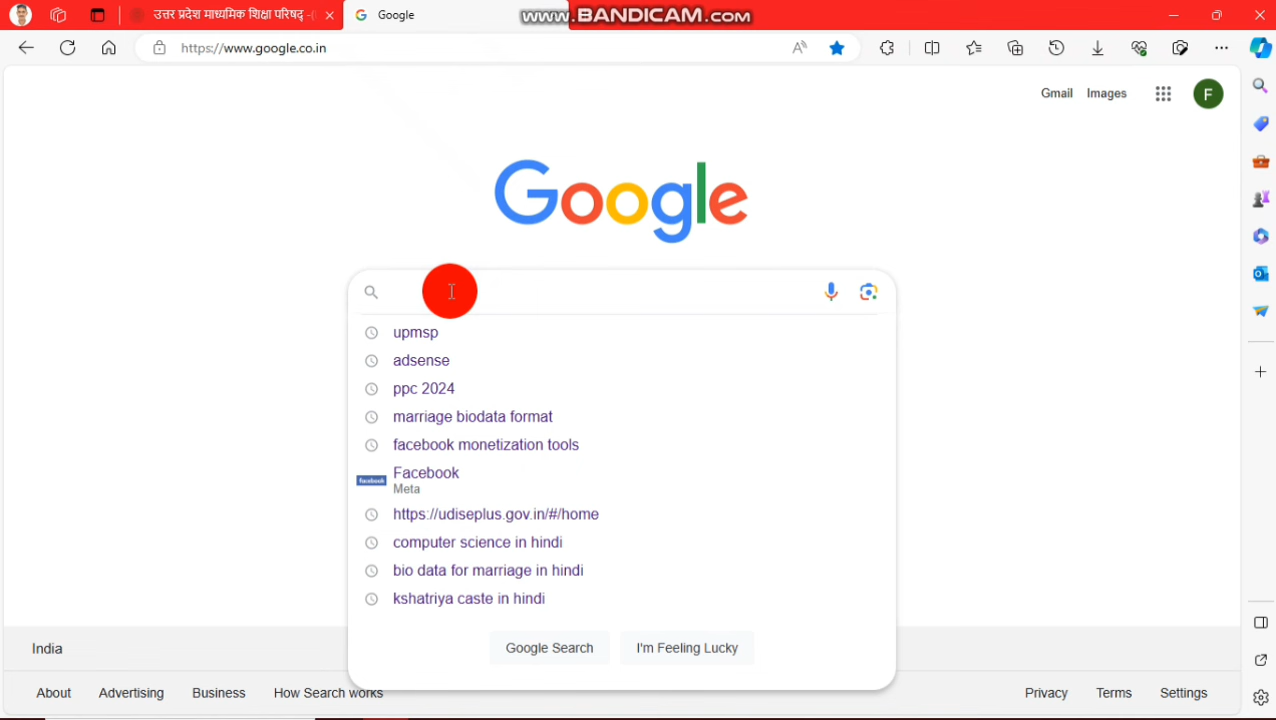 उत्तर प्रदेश माध्यमिक शिक्षा परिषद् -(
Google
www.BANDICAM.com
https://www.google.co.in
Gmail Images
F
Google
upmsp
adsense
ppc 2024
marriage biodata format
facebook monetization tools
facebook
Facebook
Meta
https://udiseplus.gov.in/#/home
computer science in hindi
bio data for marriage in hindi
kshatriya caste in hindi
Google Search I'm Feeling Lucky
India
About Advertising Business How Search works Privacy Terms Settings